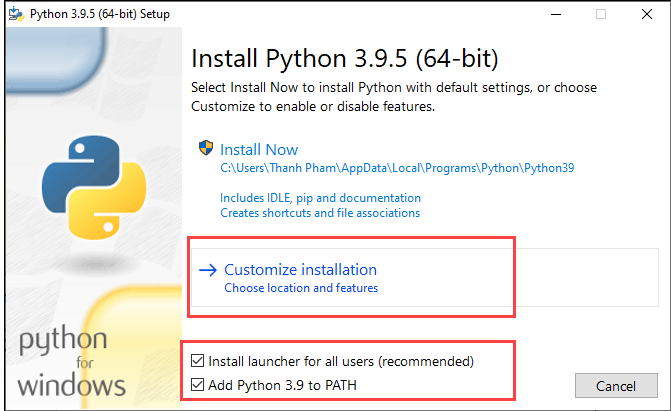 Python 3.9.5 (64-bit) Setup
Install Python 3.9.5 (64-bit)
Select Install Now to install Python with default settings, or choose
Customize to enable or disable features.
Install Now
C:\Users\Thanh Pham\AppData\Local\Programs\Python\Python39
Includes IDLE, pip and documentation
Creates shortcuts and file associations
Customize installation
Choose location and features
python
for
windows
Install launcher for all users (recommended)
Add Python 3.9 to PATH
Cancel